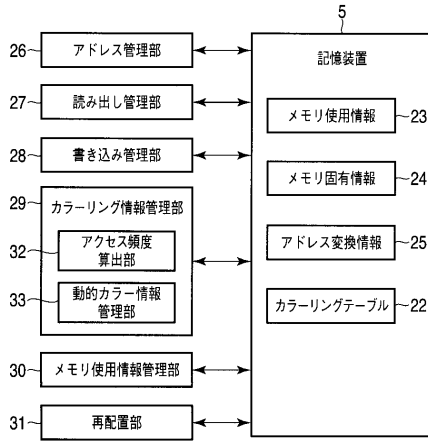 5
26
アドレス管理部
記憶装置
27
読み出し管理部
メモリ使用情報
23
28
書き込み管理部
29
カラーリング情報管理部
メモリ固有情報
24
32
アクセス頻度
算出部
アドレス変換情報
25
33
動的カラー情報
管理部
カラーリングテーブル
22
30
メモリ使用情報管理部
31
再配置部